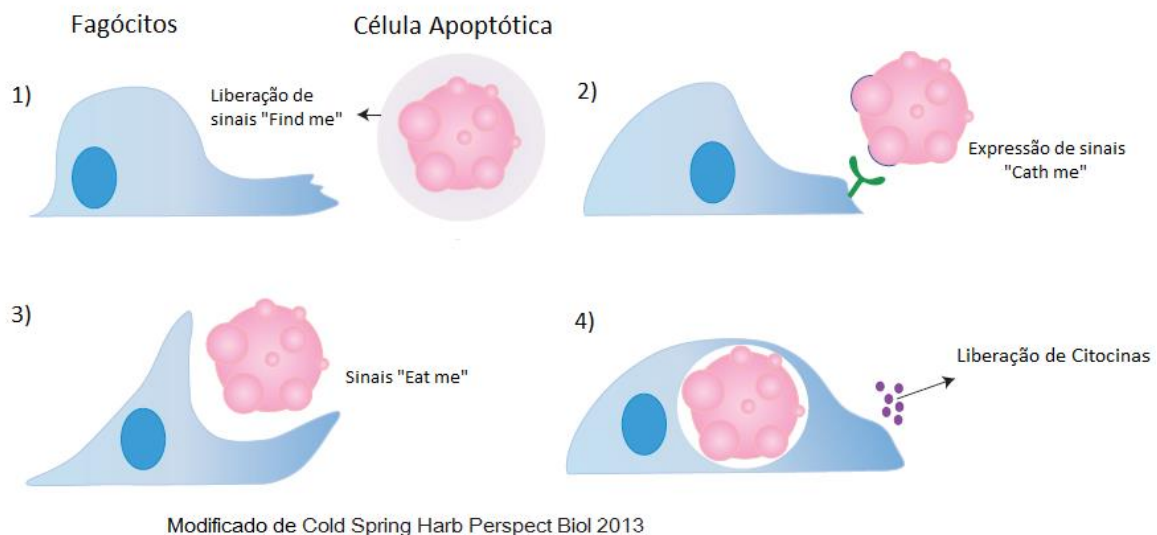 Fagócitos
Célula Apoptótica
1)
Liberação de
sinais "Find me"
2)
Expressão de sinais
"Cath me"
3)
Sinais "Eat me"
4)
Liberação de Citocinas
Modificado de Cold Spring Harb Perspect Biol 2013